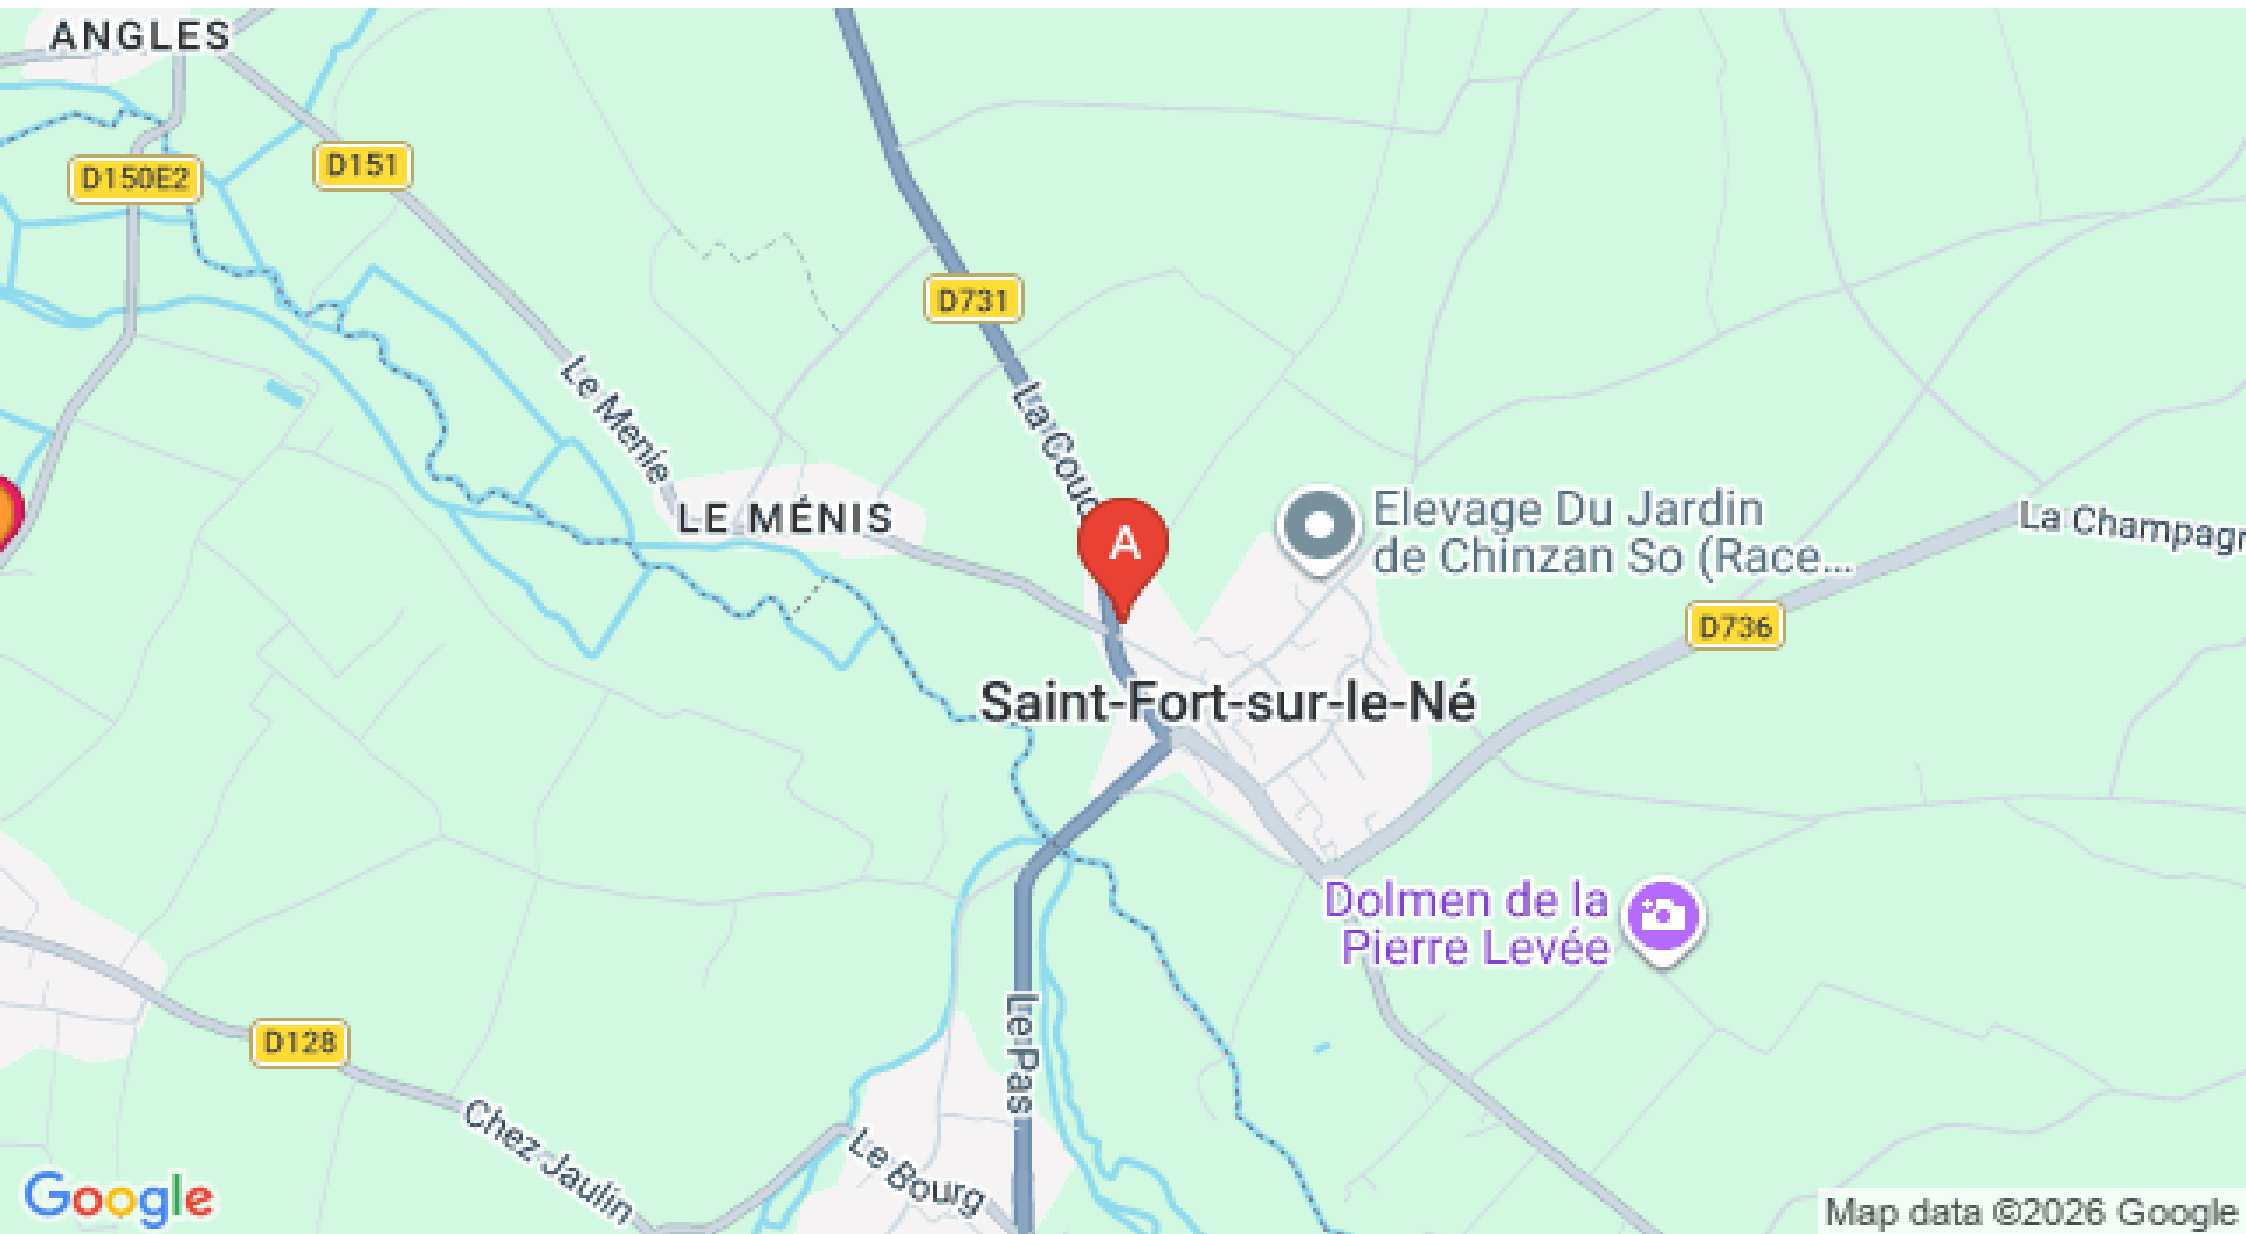 ANGLES
D150E2
D151
D731
Le Menie
La Coud
LE MÉNIS
A
Elevage Du Jardin
de Chinzan So (Race...
La Champagn
D736
Saint-Fort-sur-le-Né
Dolmen de la
Pierre Levée
D128
Le Pas
Chez Jaulin
Le Bourg
Google
Map data ©2026 Google